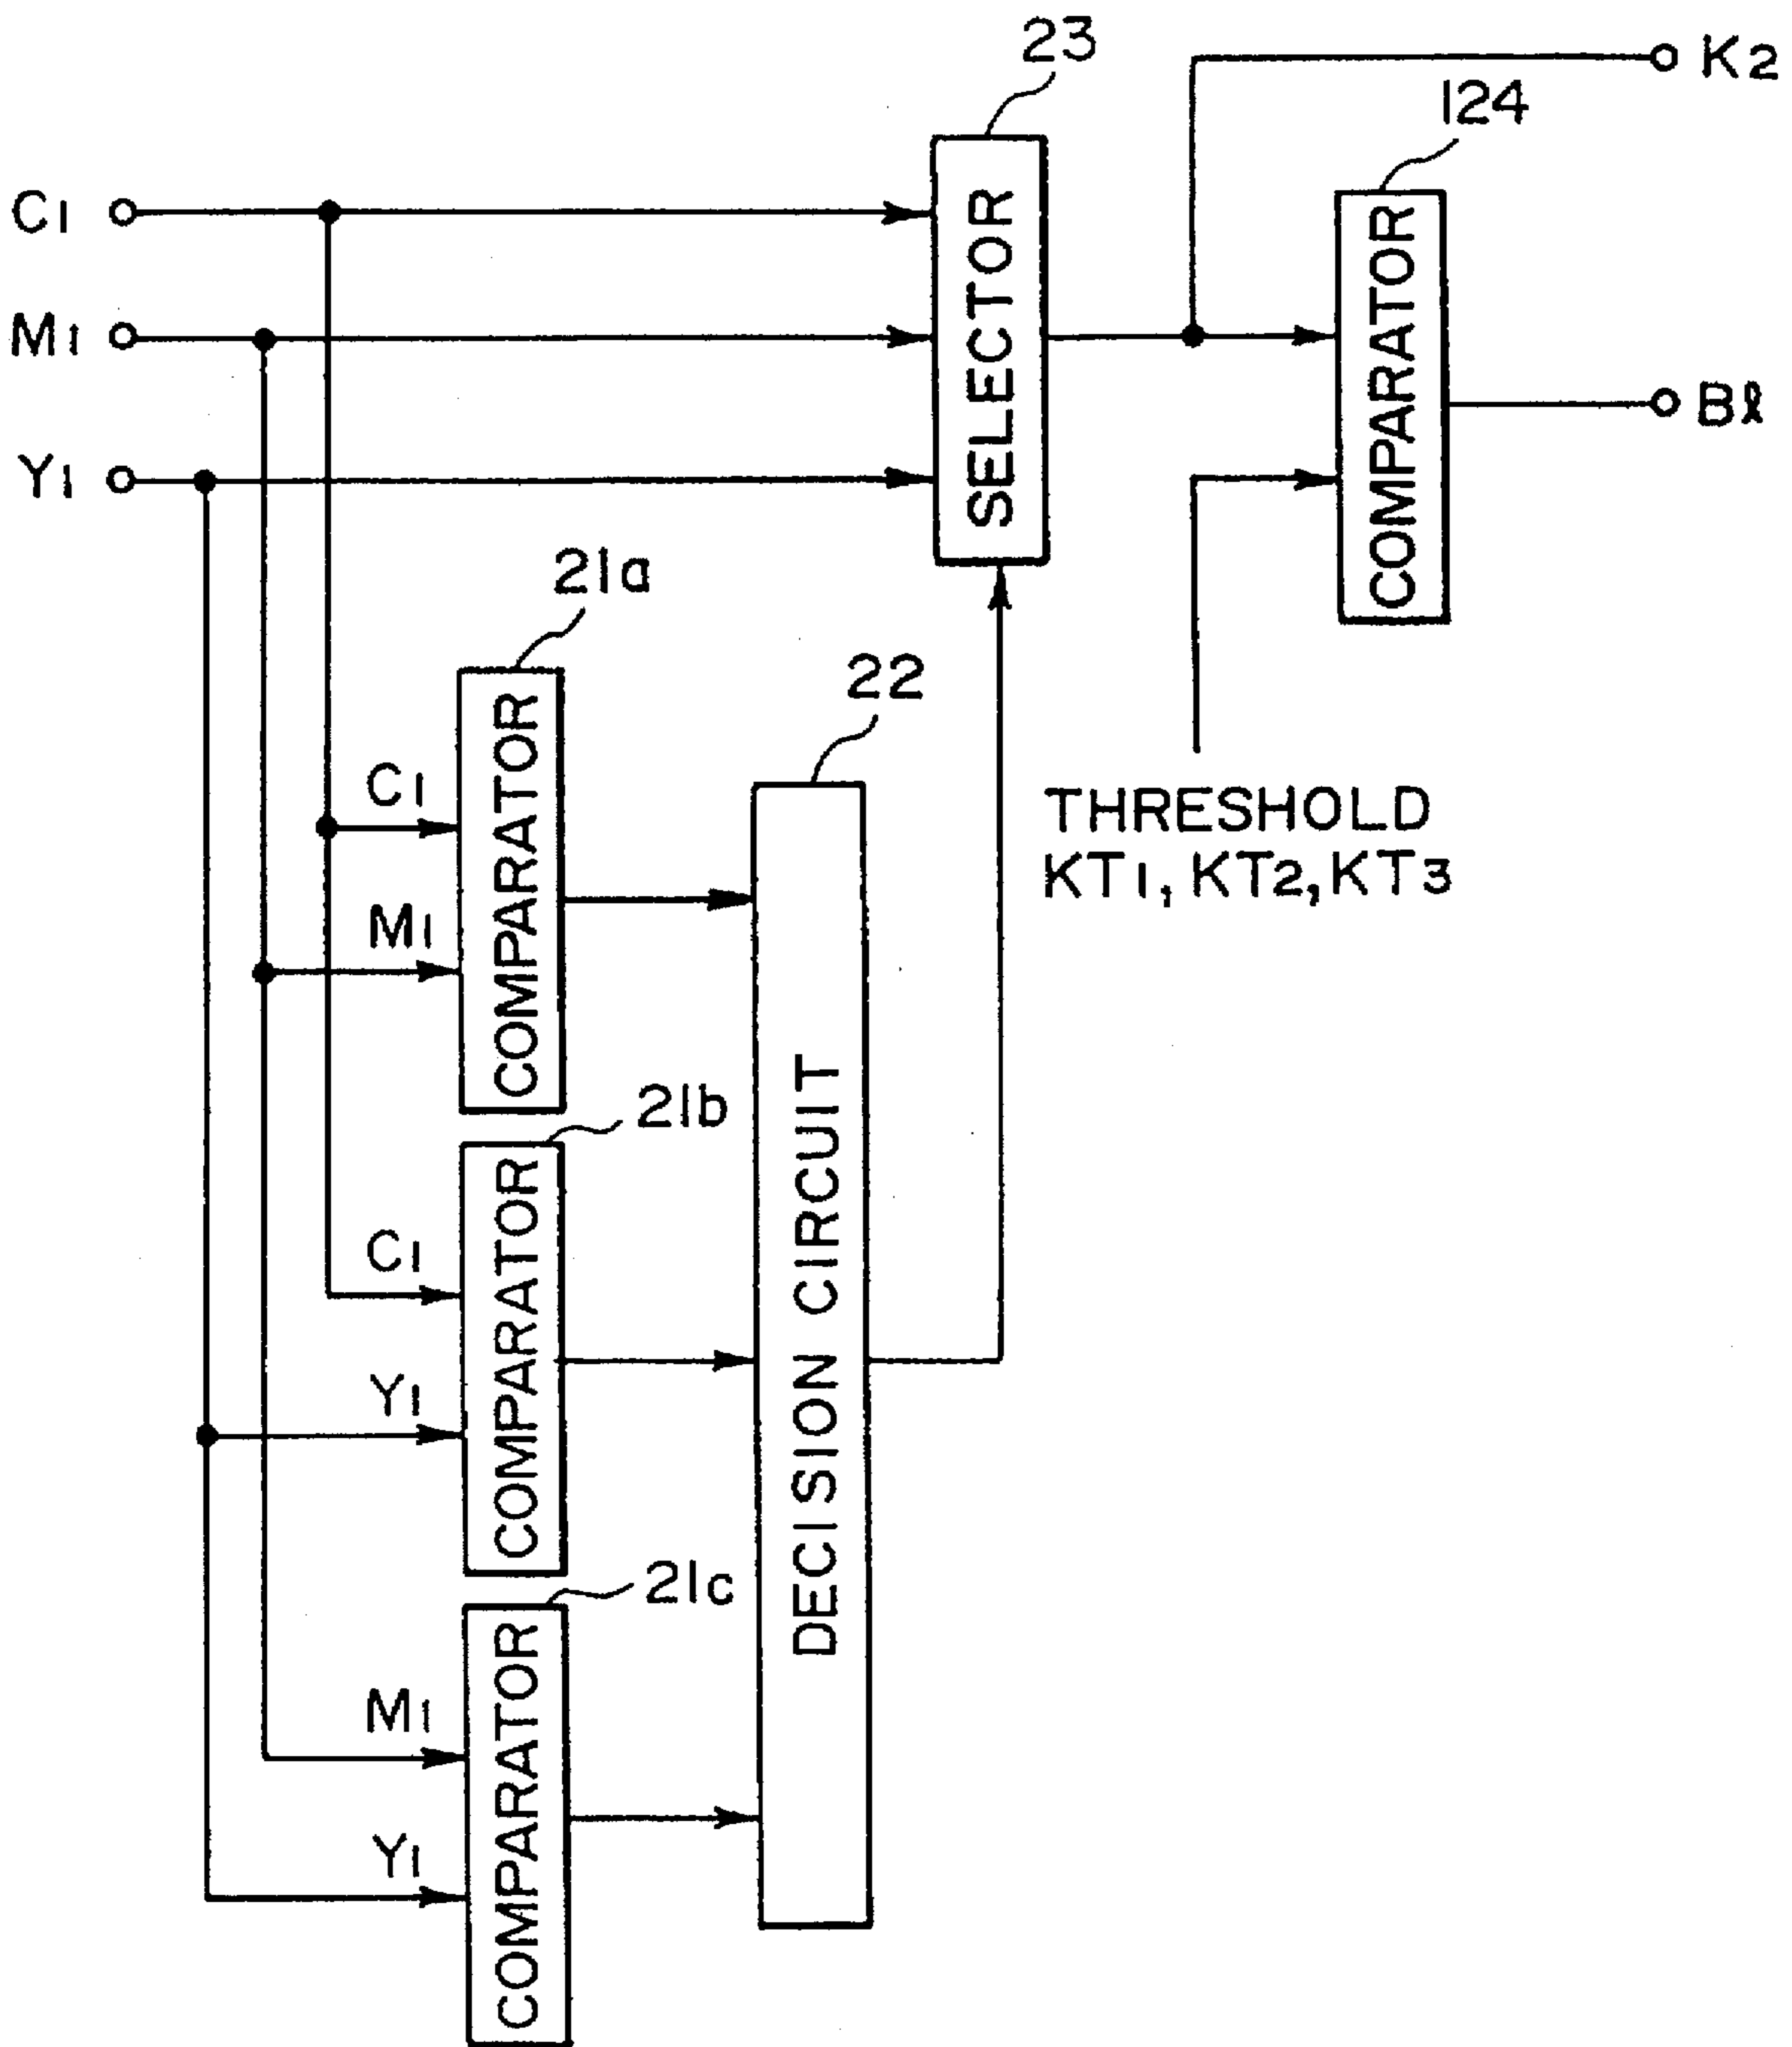 23
K2
124
C1
M1
Y1
SELECTOR
COMPARATOR
Bℓ
21a
22
THRESHOLD
KT1, KT2, KT3
C1
M1
COMPARATOR
21b
C1
Y1
COMPARATOR
DECISION CIRCUIT
21c
M1
Y1
COMPARATOR